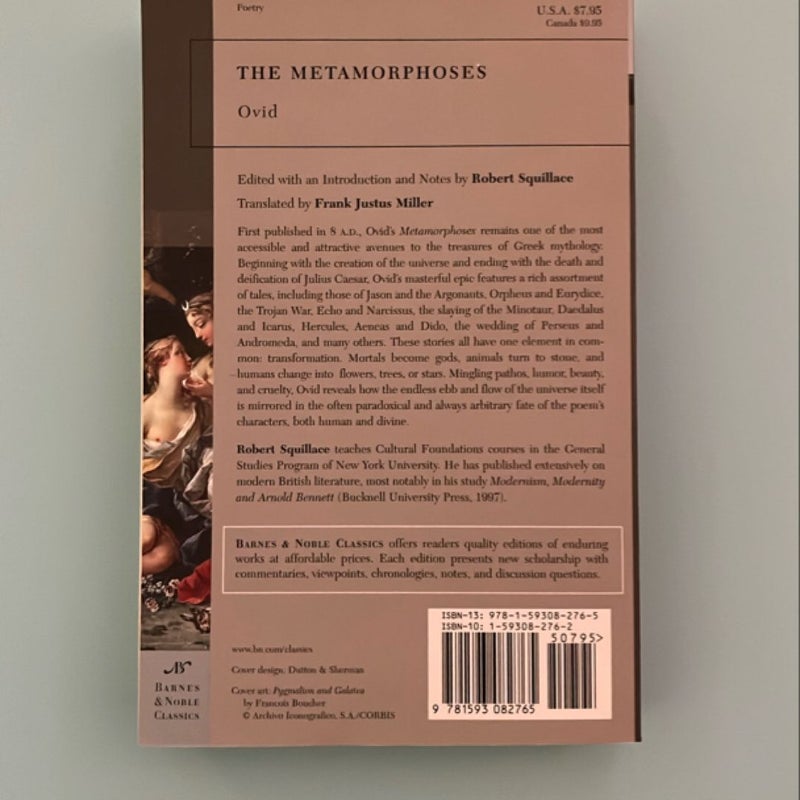 Poetry
U.S.A. $7.95
Canada $9.95
THE METAMORPHOSES
Ovid
Edited with an Introduction and Notes by Robert Squillace
Translated by Frank Justus Miller
First published in 8 A.D., Ovid's Metamorphoses remains one of the most
accessible and attractive avenues to the treasures of Greek mythology.
Beginning with the creation of the universe and ending with the death and
deification of Julius Caesar, Ovid's masterful epic features a rich assortment
of tales, including those of Jason and the Argonauts, Orpheus and Eurydice,
the Trojan War, Echo and Narcissus, the slaying of the Minotaur, Daedalus
and Icarus, Hercules, Aeneas and Dido, the wedding of Perseus and
Andromeda, and many others. These stories all have one element in com-
mon: transformation. Mortals become gods, animals turn to stone, and
humans change into flowers, trees, or stars. Mingling pathos, humor, beauty,
and cruelty, Ovid reveals how the endless ebb and flow of the universe itself
is mirrored in the often paradoxical and always arbitrary fate of the poem's
characters, both human and divine.
Robert Squillace teaches Cultural Foundations courses in the General
Studies Program of New York University. He has published extensively on
modern British literature, most notably in his study Modernism, Modernity
and Arnold Bennett (Bucknell University Press, 1997).
BARNES & NOBLE CLASSICS offers readers quality editions of enduring
works at affordable prices. Each edition presents new scholarship with
commentaries, viewpoints, chronologies, notes, and discussion questions.
ISBN-13: 978-1-59308-276-5
ISBN-10: 1-59308-276-2
50795>
9 781593 082765
www.bn.com/classics
Cover design, Dutton & Sherman
Cover art: Pygmalion and Galatea
by Francois Boucher
© Archivo Iconografico, S.A./CORBIS
BARNES
& NOBLE
CLASSICS